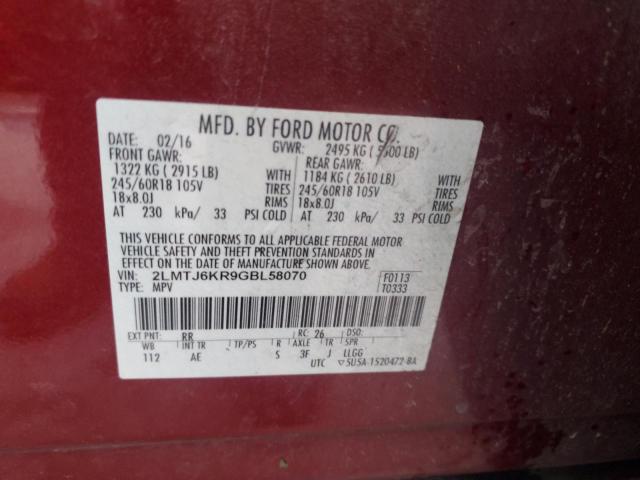 MFD. BY FORD MOTOR CO.
DATE: 02/16 GVWR: 2495 KG ( 5500 LB)
FRONT GAWR: REAR GAWR:
1322 KG ( 2915 LB) WITH 1184 KG ( 2610 LB) WITH
245/60R18 105V TIRES 245/60R18 105V TIRES
18x8.0J RIMS 18x8.0J RIMS
AT 230 kPa/ 33 PSI COLD AT 230 kPa/ 33 PSI COLD
THIS VEHICLE CONFORMS TO ALL APPLICABLE FEDERAL MOTOR
VEHICLE SAFETY AND THEFT PREVENTION STANDARDS IN
EFFECT ON THE DATE OF MANUFACTURE SHOWN ABOVE.
VIN: 2LMTJ6KR9GBL58070 F0113
TYPE: MPV T0333
EXT PNT: RR RC: 26 DSO:
WB INT TR TP/PS R AXLE TR SPR
112 AE S 3F J LLGG
UTC ▽5U5A-1520472-BA